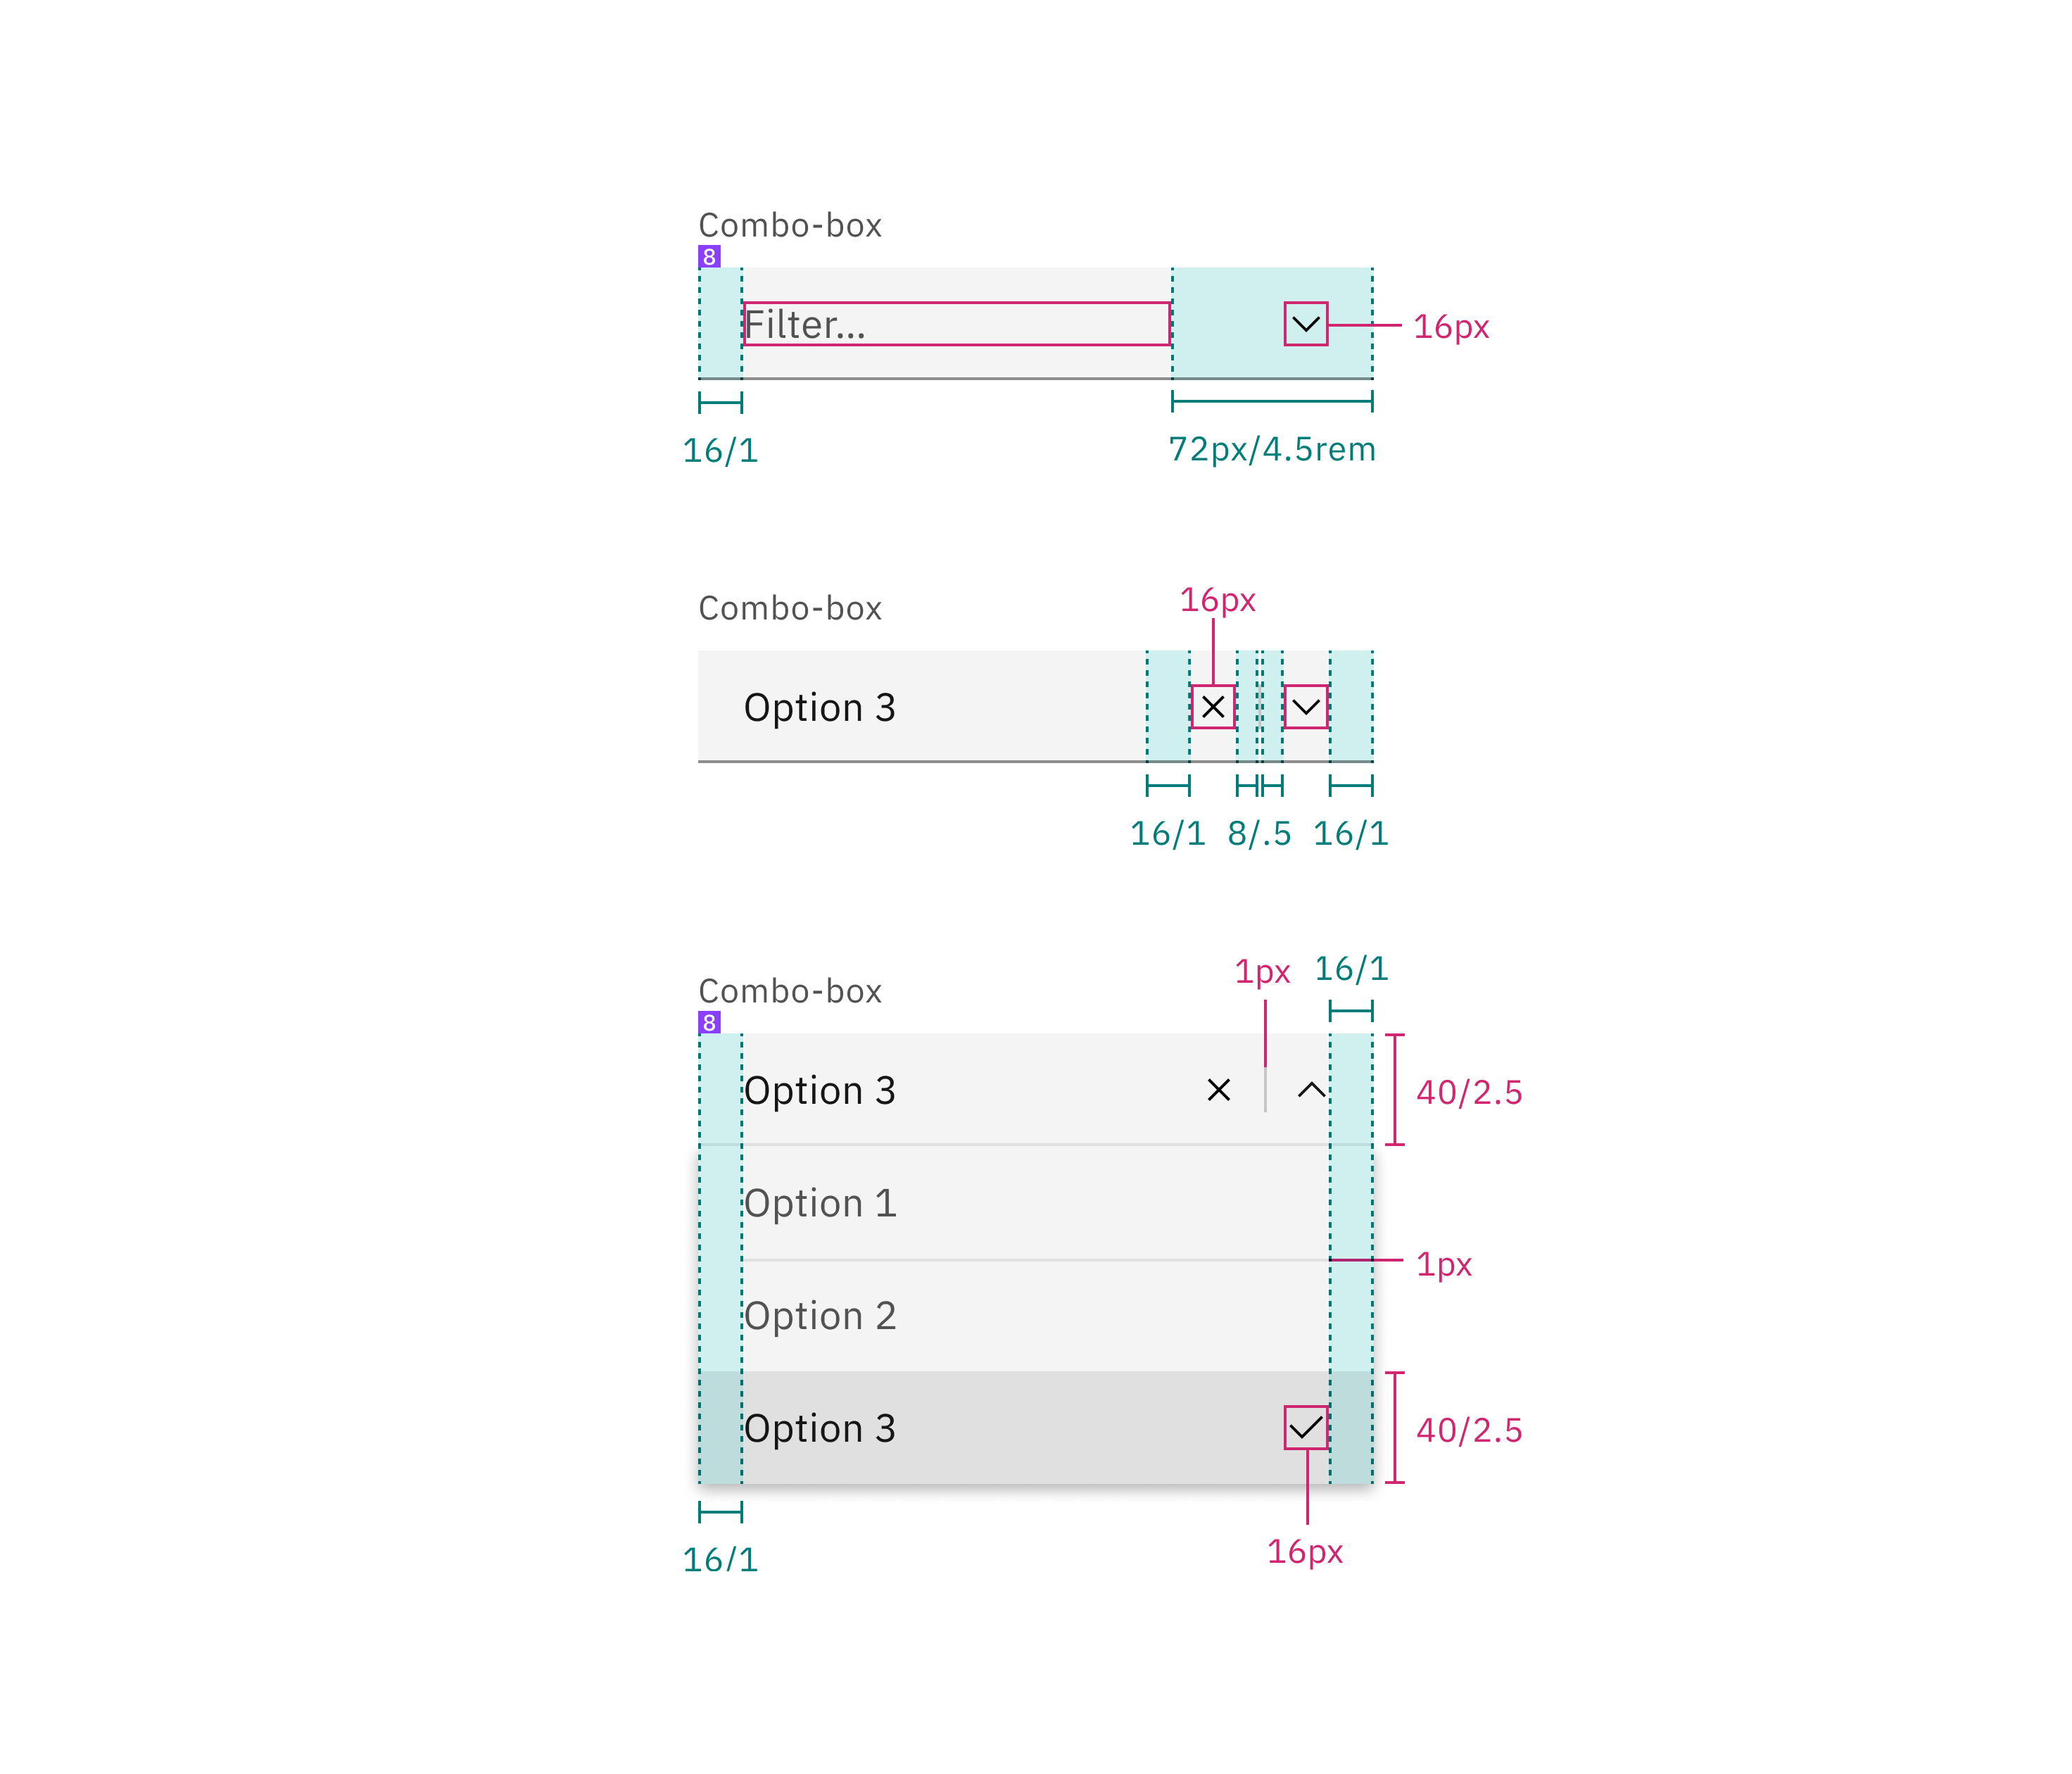 Combo-box
8
Filter...
16px
16/1
72px/4.5rem
Combo-box
16px
Option 3
16/1
8/.5
16/1
Combo-box
1px
16/1
8
Option 3
40/2.5
Option 1
1px
Option 2
Option 3
40/2.5
16/1
16px